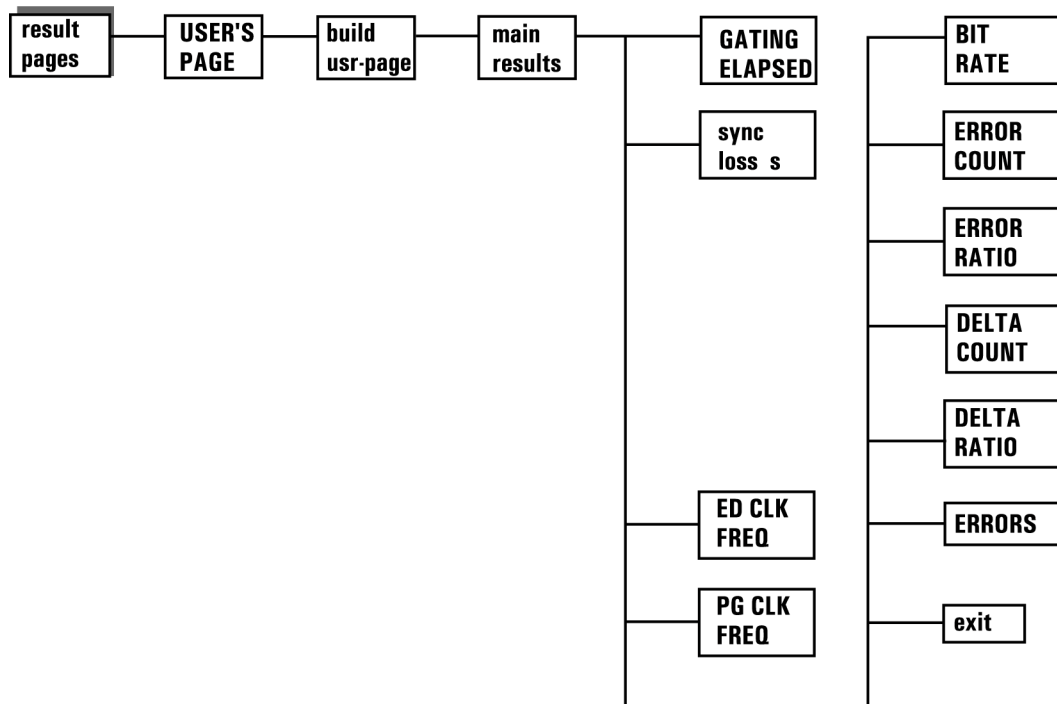 result
pages
USER'S
PAGE
build
usr-page
main
results
GATING
ELAPSED
sync
loss s
ED CLK
FREQ
PG CLK
FREQ
BIT
RATE
ERROR
COUNT
ERROR
RATIO
DELTA
COUNT
DELTA
RATIO
ERRORS
exit